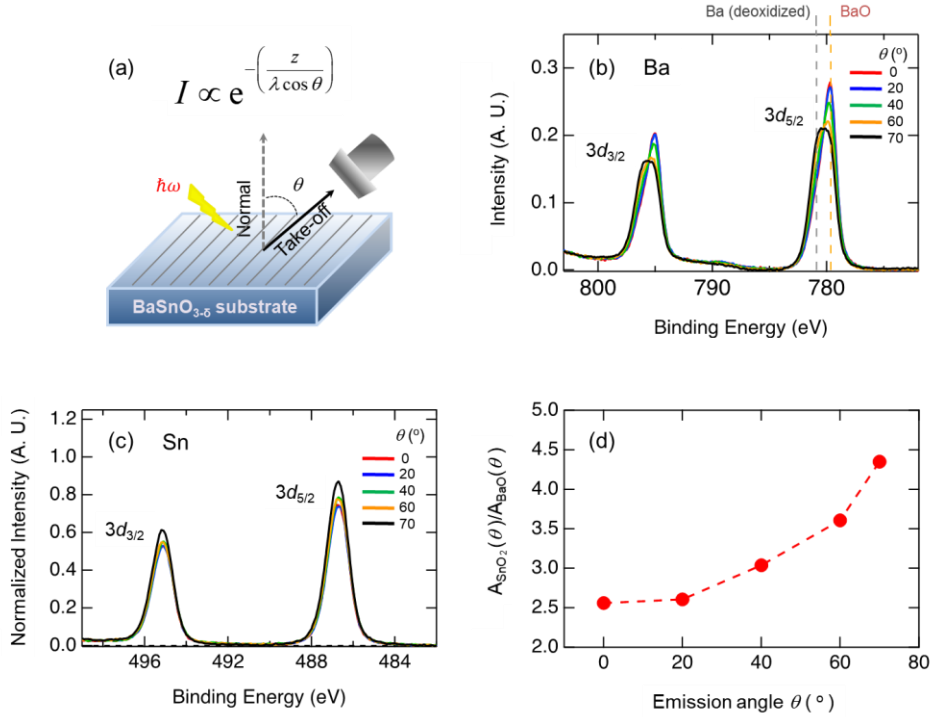 (a)
I ∝ e^{-(z / (λ cos θ))}
ħω
Normal
θ
Take-off
BaSnO₃₋δ substrate
Ba (deoxidized)
BaO
(b) Ba
θ (°)
0
20
40
60
70
3d₃/₂
3d₅/₂
Intensity (A. U.)
0.3
0.2
0.1
0.0
800
790
780
Binding Energy (eV)
(c) Sn
θ (°)
0
20
40
60
70
3d₃/₂
3d₅/₂
Normalized Intensity (A. U.)
1.2
1.0
0.8
0.6
0.4
0.2
0.0
496
492
488
484
Binding Energy (eV)
(d)
A_{SnO₂}(θ)/A_{BaO}(θ)
5.0
4.5
4.0
3.5
3.0
2.5
2.0
0
20
40
60
80
Emission angle θ (°)